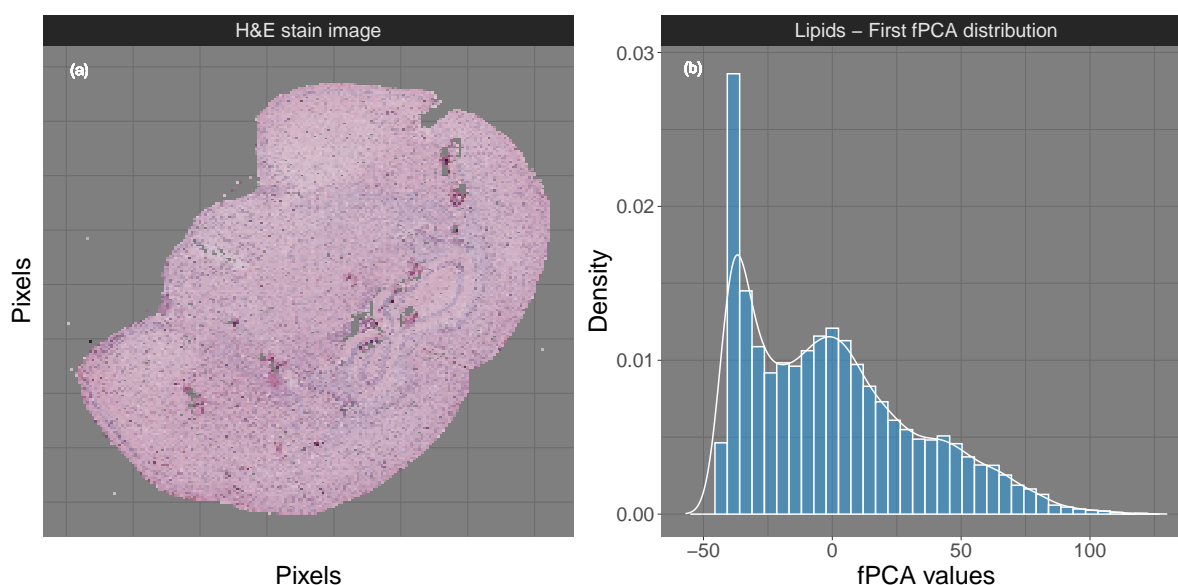 H&E stain image
(a)
Pixels
Pixels
Lipids − First fPCA distribution
(b)
0.03
0.02
0.01
0.00
Density
−50 0 50 100
fPCA values